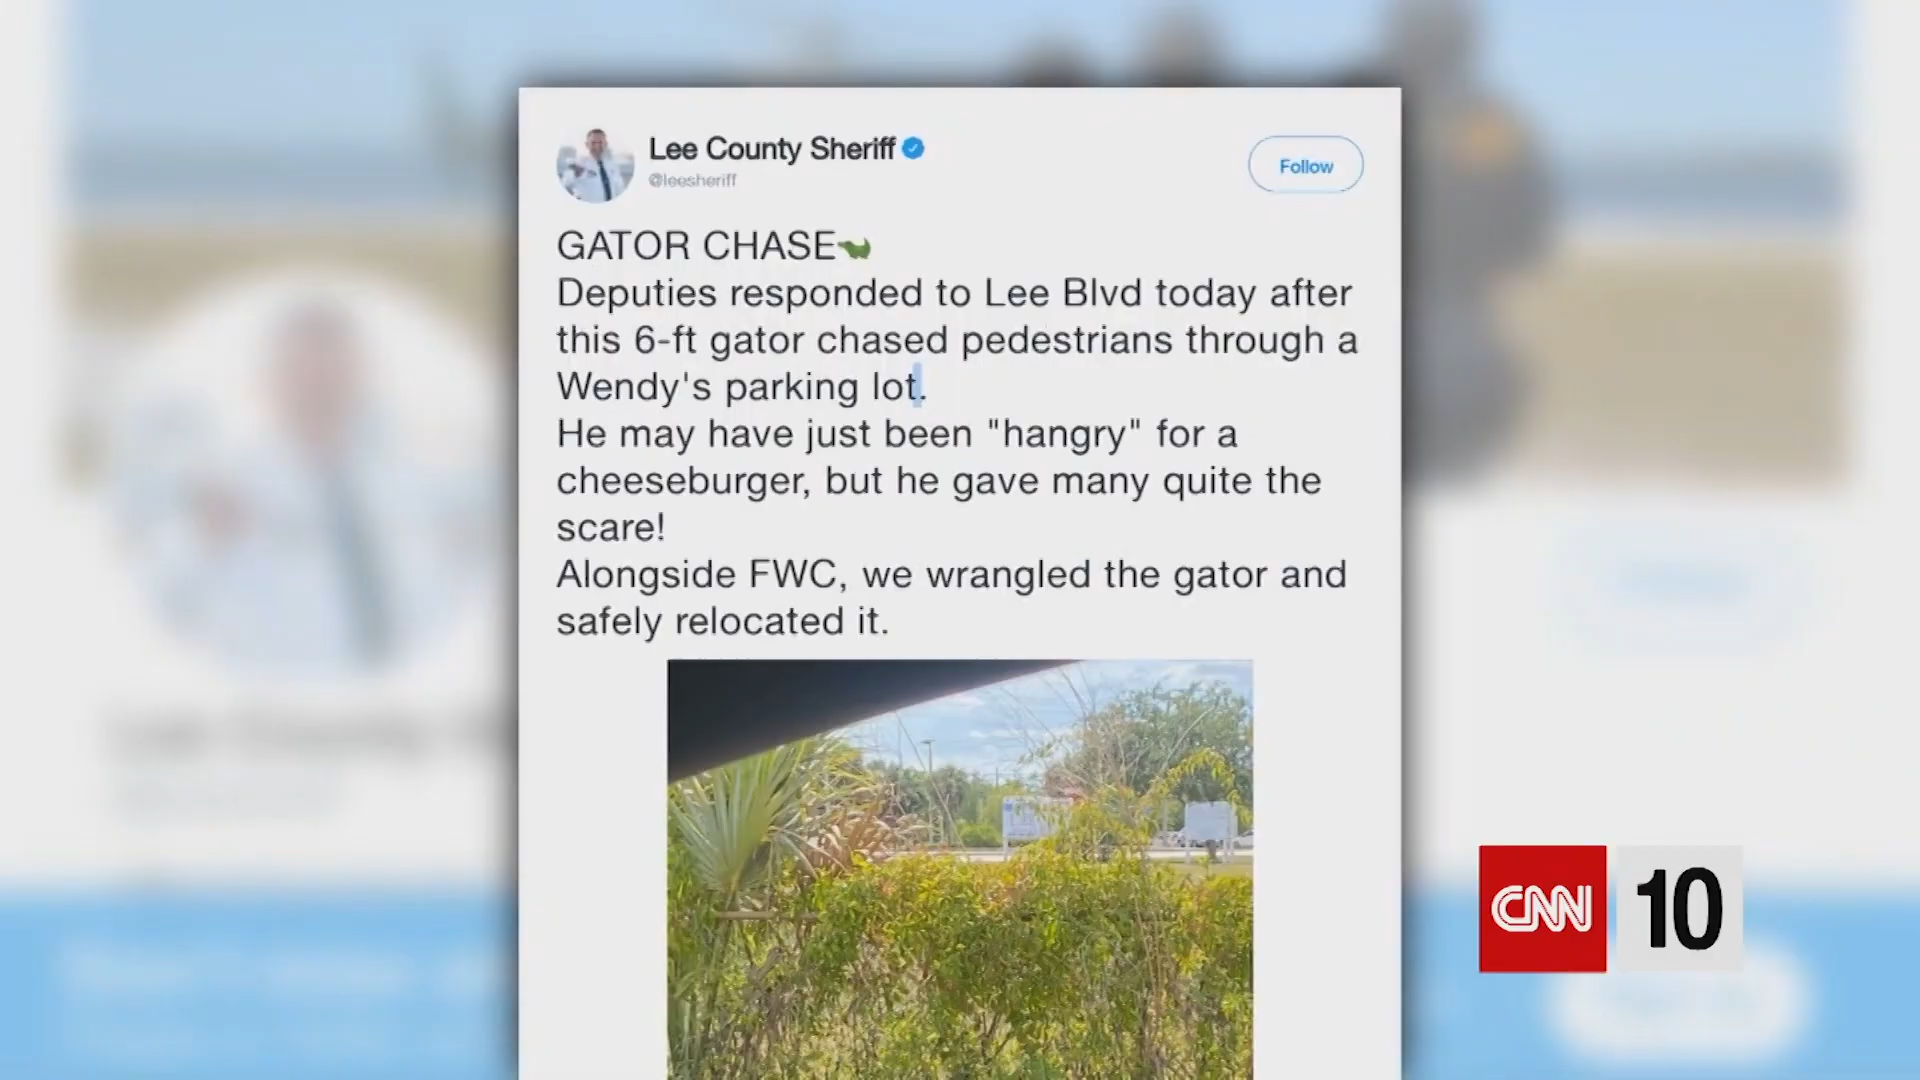 Lee County Sheriff
@leesheriff
Follow
GATOR CHASE
Deputies responded to Lee Blvd today after
this 6-ft gator chased pedestrians through a
Wendy's parking lot.
He may have just been "hangry" for a
cheeseburger, but he gave many quite the
scare!
Alongside FWC, we wrangled the gator and
safely relocated it.
CNN 10